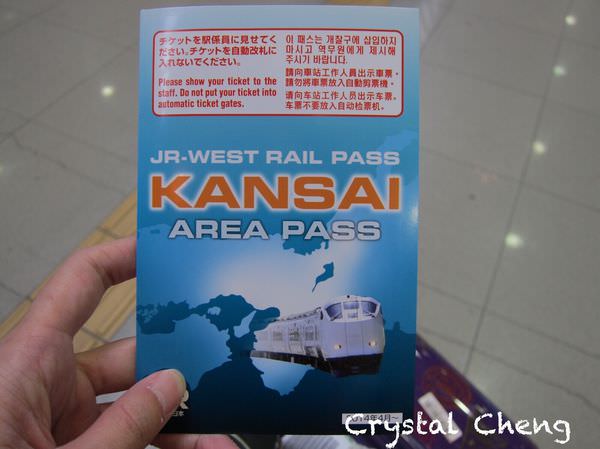 チケットを駅係員に見せてく
ださい。チケットを自動改札に
入れないでください。
Please show your ticket to the
staff. Do not put your ticket into
automatic ticket gates.
이 패스는 개찰구에 삽입하지
마시고 역무원에게 제시해
주시기 바랍니다.
請向車站工作人員出示車票。
請勿將車票放入自動剪票機。
请向车站工作人员出示车票。
车票不要放入自动检票机。
JR-WEST RAIL PASS
KANSAI
AREA PASS
2014年4月~
Crystal Cheng